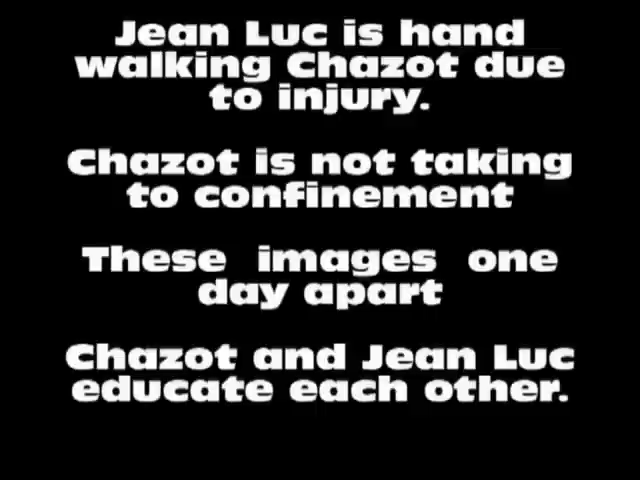 Jean Luc is hand
walking Chazot due
to injury.
Chazot is not taking
to confinement
These images one
day apart
Chazot and Jean Luc
educate each other.